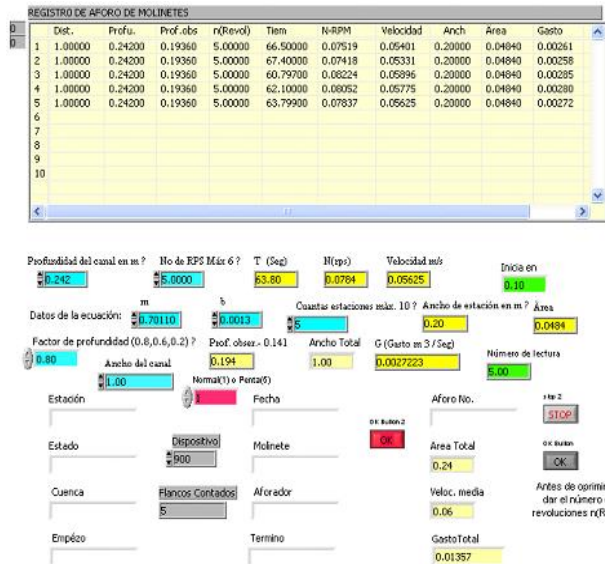 REGISTRO DE AFORO DE MOLINETES
0
0
Dist. Profu. Prof.obs n(Revol) Tiem N-RPM Velocidad Anch Área Gasto
1 1.00000 0.24200 0.19360 5.00000 66.50000 0.07519 0.05401 0.20000 0.04840 0.00261
2 1.00000 0.24200 0.19360 5.00000 67.40000 0.07418 0.05331 0.20000 0.04840 0.00258
3 1.00000 0.24200 0.19360 5.00000 60.79700 0.08224 0.05896 0.20000 0.04840 0.00285
4 1.00000 0.24200 0.19360 5.00000 62.10000 0.08052 0.05775 0.20000 0.04840 0.00280
5 1.00000 0.24200 0.19360 5.00000 63.79900 0.07837 0.05625 0.20000 0.04840 0.00272
6
7
8
9
10
Profundidad del canal en m ? No de RPS Máx 6 ? T (Seg) N(rps) Velocidad m/s Inicia en
0.242 5.0000 63.80 0.0784 0.05625 0.10
m b Cuantas estaciones máx. 10 ? Ancho de estación en m ? Área
Datos de la ecuación: 0.70110 0.0013 5 0.20 0.0484
Factor de profundidad (0.8,0.6,0.2) ? Prof. obser.- 0.141 Ancho Total G (Gasto m 3 / Seg) Número de lectura
0.80 0.194 1.00 0.0027223 5.00
Ancho del canal Normal(1) o Penta(5)
1.00 1
Estación Fecha Aforo No. stop 2
OK Button 2 STOP
Estado Dispositivo Molinete OK Area Total OK Button
900 0.24 OK
Cuenca Flancos Contados Aforador Veloc. media Antes de oprimi
5 0.06 dar el número
revoluciones n(R
Empézo Termino GastoTotal
0.01357